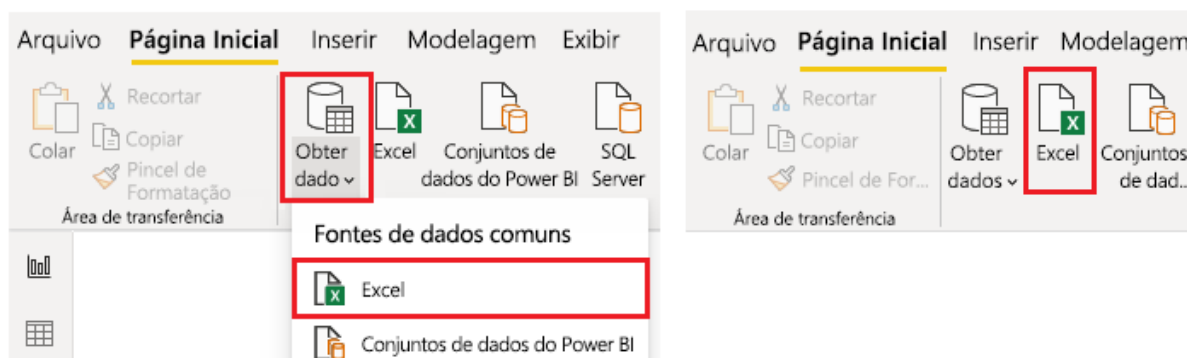 Arquivo Página Inicial Inserir Modelagem Exibir
Recortar
Copiar
Colar
Pincel de
Formatação
Área de transferência
Obter
dado
Excel
Conjuntos de
dados do Power BI
SQL
Server
Fontes de dados comuns
Excel
Conjuntos de dados do Power BI
Arquivo Página Inicial Inserir Modelagem
Recortar
Copiar
Colar
Pincel de For...
Área de transferência
Obter
dados
Excel
Conjuntos
de dad..